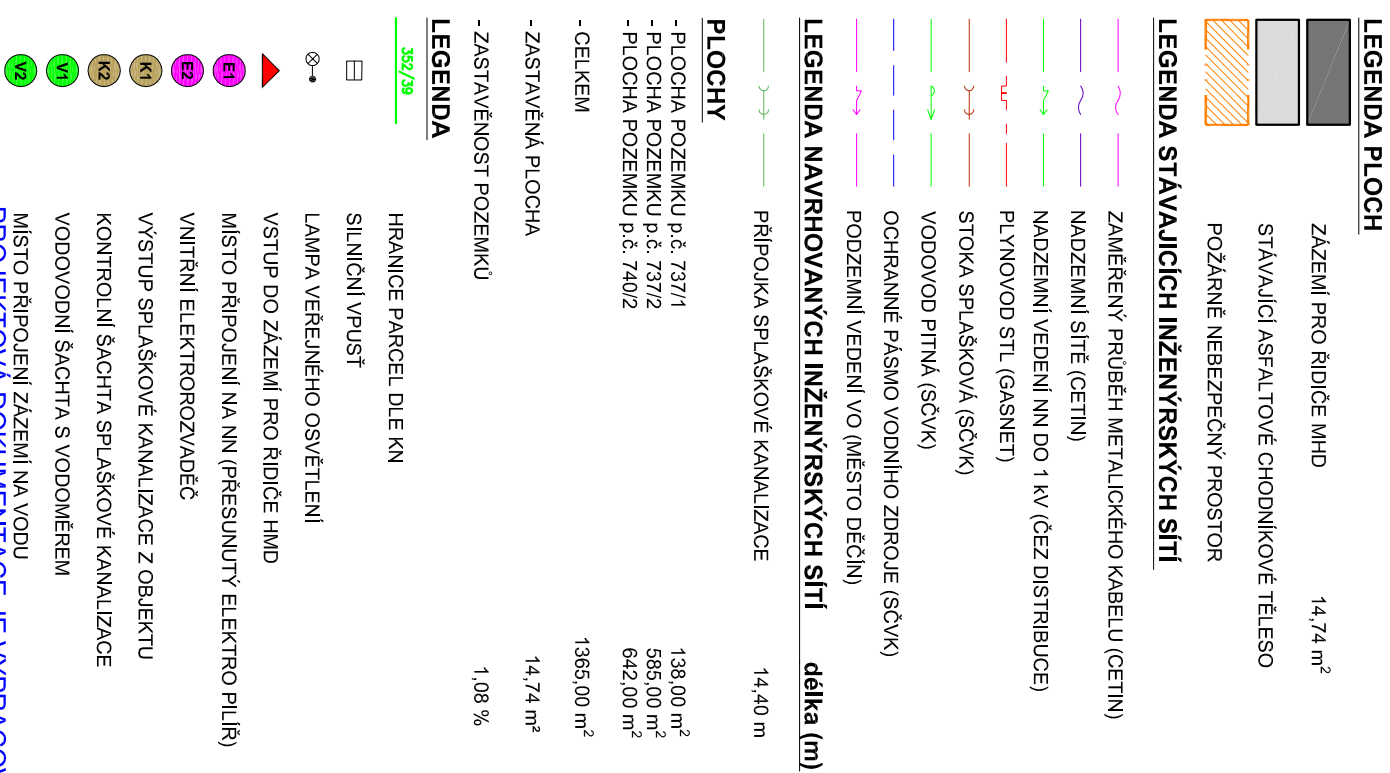 LEGENDA PLOCH
ZÁZEMÍ PRO ŘIDIČE MHD 14,74 m²
STÁVAJÍCÍ ASFALTOVÉ CHODNÍKOVÉ TĚLESO
POŽÁRNĚ NEBEZPEČNÝ PROSTOR
LEGENDA STÁVAJICÍCH INŽENÝRSKÝCH SÍTÍ
ZAMĚŘENÝ PRŮBĚH METALICKÉHO KABELU (CETIN)
NADZEMNÍ SÍTĚ (CETIN)
NADZEMNÍ VEDENÍ NN DO 1 kV (ČEZ DISTRIBUCE)
PLYNOVOD STL (GASNET)
STOKA SPLAŠKOVÁ (SČVK)
VODOVOD PITNÁ (SČVK)
OCHRANNÉ PÁSMO VODNÍHO ZDROJE (SČVK)
PODZEMNÍ VEDENÍ VO (MĚSTO DĚČÍN)
LEGENDA NAVRHOVANÝCH INŽENÝRSKÝCH SÍTÍ délka (m)
PŘÍPOJKA SPLAŠKOVÉ KANALIZACE 14,40 m
PLOCHY
- PLOCHA POZEMKU p.č. 737/1 138,00 m²
- PLOCHA POZEMKU p.č. 737/2 585,00 m²
- PLOCHA POZEMKU p.č. 740/2 642,00 m²
- CELKEM 1365,00 m²
- ZASTAVĚNÁ PLOCHA 14,74 m²
- ZASTAVĚNOST POZEMKŮ 1,08 %
LEGENDA
352/39 HRANICE PARCEL DLE KN
SILNIČNÍ VPUSŤ
LAMPA VEŘEJNÉHO OSVĚTLENÍ
VSTUP DO ZÁZEMÍ PRO ŘIDIČE HMD
E1 MÍSTO PŘIPOJENÍ NA NN (PŘESUNUTÝ ELEKTRO PILÍŘ)
E2 VNITŘNÍ ELEKTROROZVADĚČ
K1 VÝSTUP SPLAŠKOVÉ KANALIZACE Z OBJEKTU
K2 KONTROLNÍ ŠACHTA SPLAŠKOVÉ KANALIZACE
V1 VODOVODNÍ ŠACHTA S VODOMĚREM
V2 MÍSTO PŘIPOJENÍ ZÁZEMÍ NA VODU